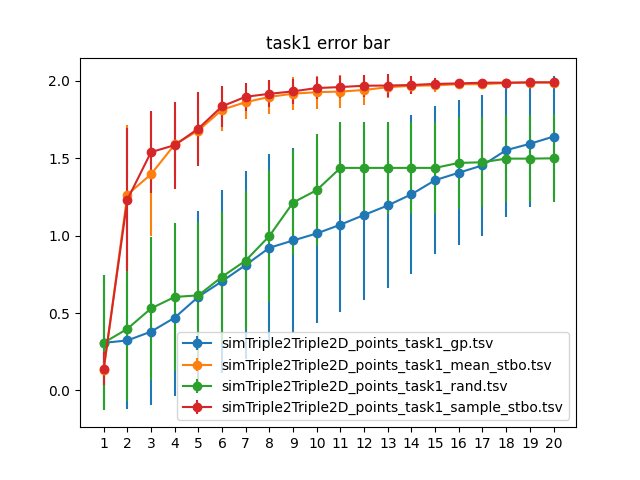 task1 error bar
2.0
1.5
1.0
0.5
0.0
simTriple2Triple2D_points_task1_gp.tsv
simTriple2Triple2D_points_task1_mean_stbo.tsv
simTriple2Triple2D_points_task1_rand.tsv
simTriple2Triple2D_points_task1_sample_stbo.tsv
1 2 3 4 5 6 7 8 9 10 11 12 13 14 15 16 17 18 19 20